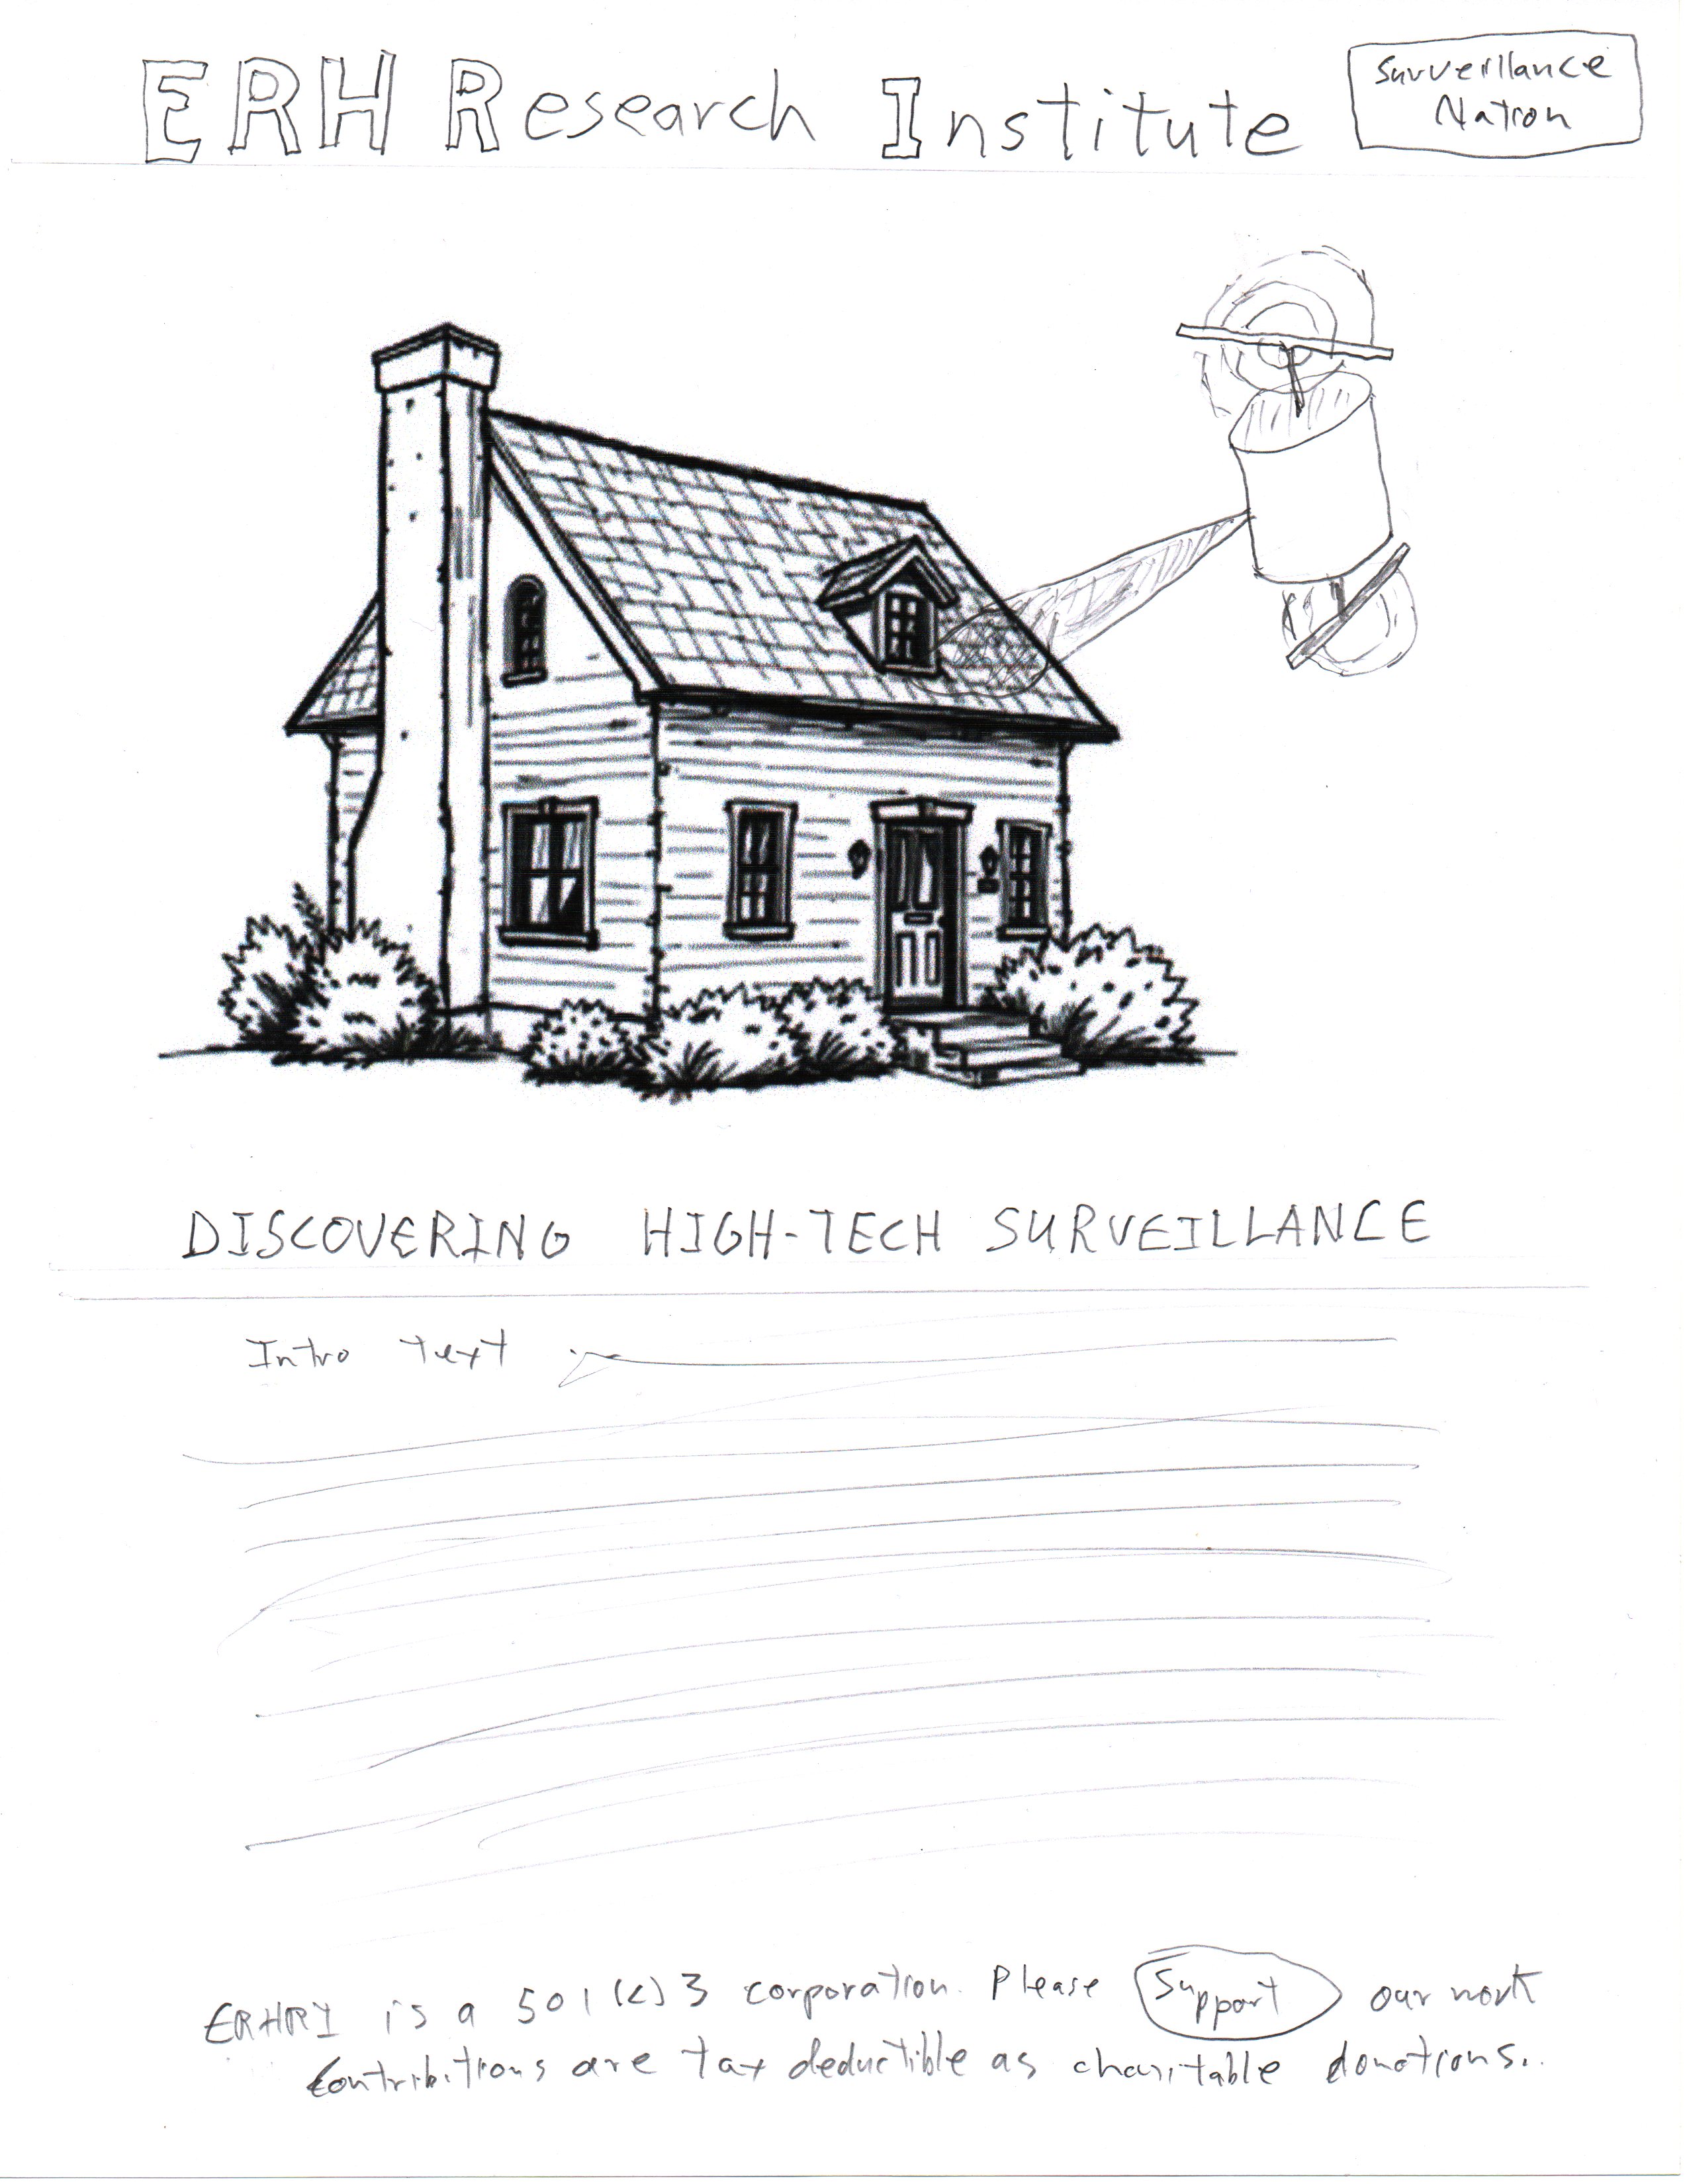 ERH Research Institute
Surveillance
Nation
DISCOVERING HIGH-TECH SURVEILLANCE
Intro text
ERHRI is a 501(c)3 corporation. Please Support our work
Contributions are tax deductible as charitable donations.